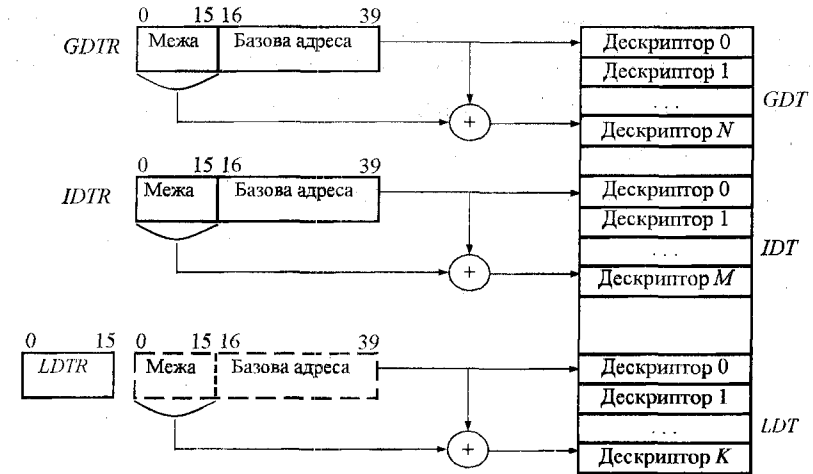 0 15 16 39
GDTR Межа Базова адреса
+
Дескриптор 0
Дескриптор 1
. . .
Дескриптор N
GDT
0 15 16 39
IDTR Межа Базова адреса
+
Дескриптор 0
Дескриптор 1
. . .
Дескриптор M
IDT
0 15 0 15 16 39
LDTR Межа Базова адреса
+
Дескриптор 0
Дескриптор 1
. . .
Дескриптор K
LDT